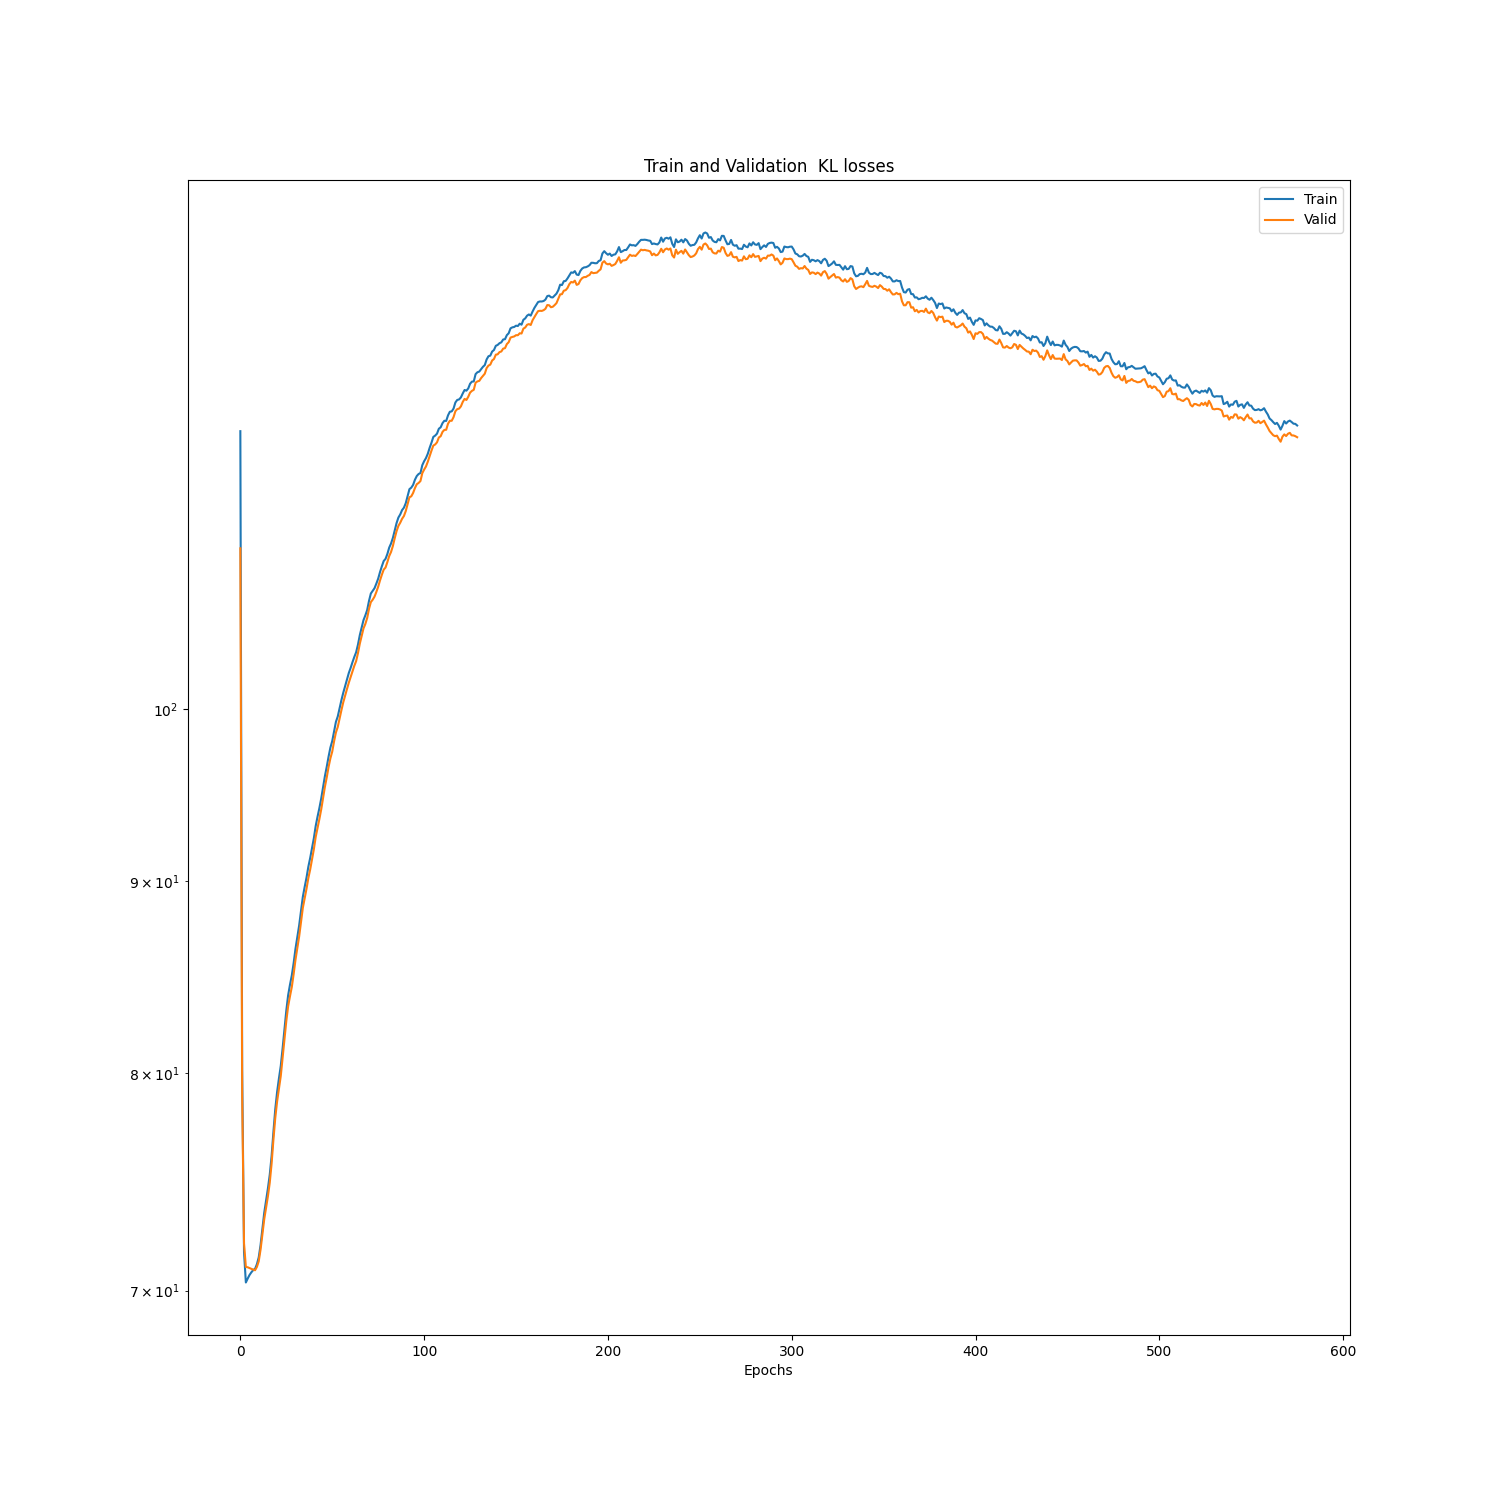 Train and Validation  KL losses
Train
Valid
10²
9 × 10¹
8 × 10¹
7 × 10¹
0 100 200 300 400 500 600
Epochs